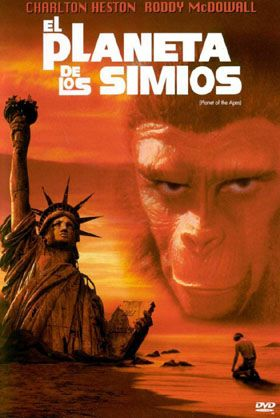 CHARLTON HESTON RODDY McDOWALL
EL
PLANETA
DE LOS SIMIOS
(Planet of the Apes)
DVD